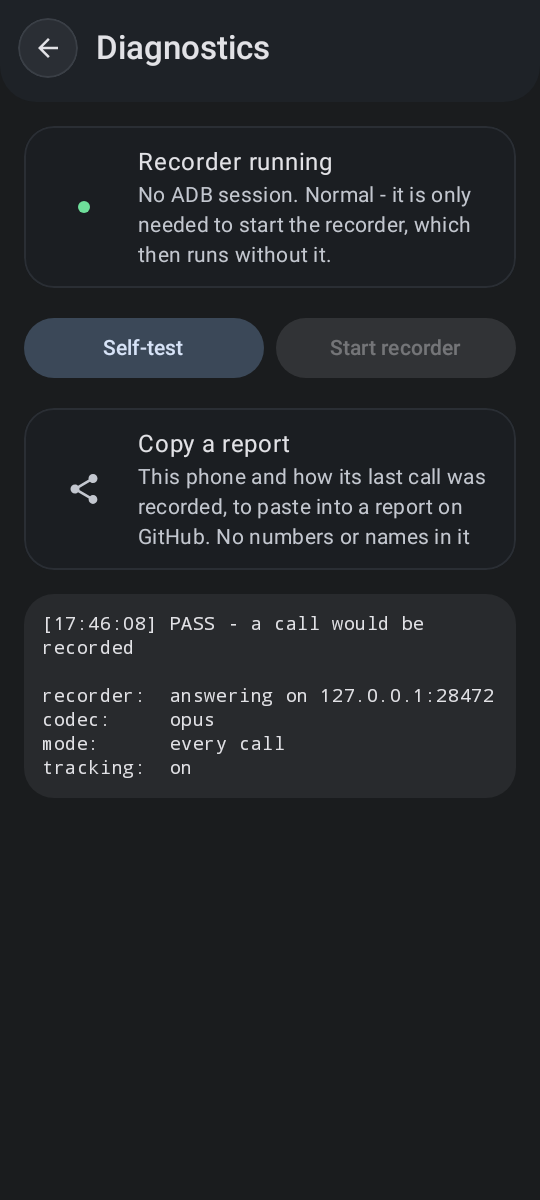 Diagnostics
Recorder running
No ADB session. Normal - it is only
needed to start the recorder, which
then runs without it.
Self-test
Start recorder
Copy a report
This phone and how its last call was
recorded, to paste into a report on
GitHub. No numbers or names in it
[17:46:08] PASS - a call would be
recorded
recorder: answering on 127.0.0.1:28472
codec: opus
mode: every call
tracking: on